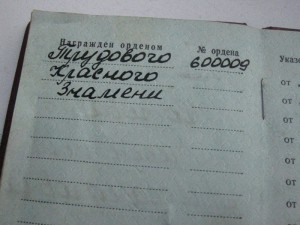 Награжден орденом № ордена Указ
Трудового 600009 от
Красного от
Знамени от
от
от
от
от